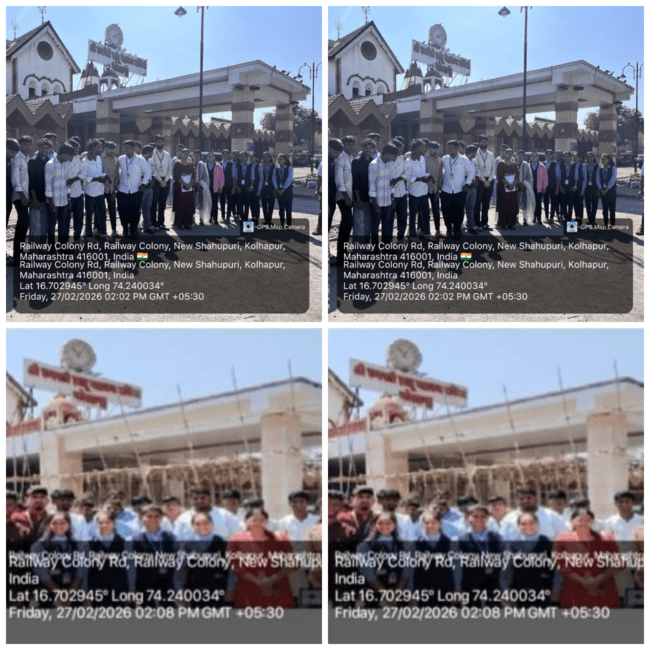 GPS Map Camera
Railway Colony Rd, Railway Colony, New Shahupuri, Kolhapur,
Maharashtra 416001, India 🇮🇳
Railway Colony Rd, Railway Colony, New Shahupuri, Kolhapur,
Maharashtra 416001, India
Lat 16.702945° Long 74.240034°
Friday, 27/02/2026 02:02 PM GMT +05:30
GPS Map Camera
Railway Colony Rd, Railway Colony, New Shahupuri, Kolhapur,
Maharashtra 416001, India 🇮🇳
Railway Colony Rd, Railway Colony, New Shahupuri, Kolhapur,
Maharashtra 416001, India
Lat 16.702945° Long 74.240034°
Friday, 27/02/2026 02:02 PM GMT +05:30
Railway Colony Rd, Railway Colony New Shahupuri, Kolhapur, Maharashtra
Railway Colony Rd, Railway Colony, New Shahup
India
Lat 16.702945° Long 74.240034°
Friday, 27/02/2026 02:08 PM GMT +05:30
Railway Colony Rd, Railway Colony New Shahupuri, Kolhapur, Maharashtra
Railway Colony Rd, Railway Colony, New Shahup
India
Lat 16.702945° Long 74.240034°
Friday, 27/02/2026 02:08 PM GMT +05:30